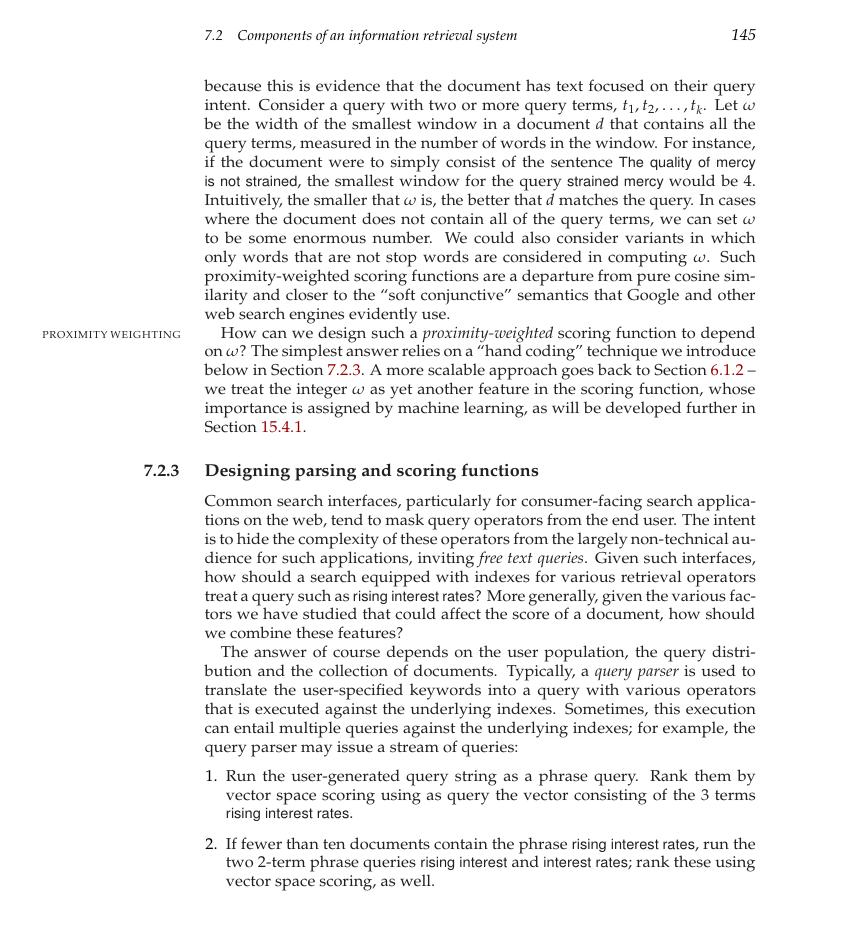 7.2 Components of an information retrieval system 145
because this is evidence that the document has text focused on their query
intent. Consider a query with two or more query terms, t1, t2, . . . , tk. Let ω
be the width of the smallest window in a document d that contains all the
query terms, measured in the number of words in the window. For instance,
if the document were to simply consist of the sentence The quality of mercy
is not strained, the smallest window for the query strained mercy would be 4.
Intuitively, the smaller that ω is, the better that d matches the query. In cases
where the document does not contain all of the query terms, we can set ω
to be some enormous number. We could also consider variants in which
only words that are not stop words are considered in computing ω. Such
proximity-weighted scoring functions are a departure from pure cosine sim-
ilarity and closer to the “soft conjunctive” semantics that Google and other
web search engines evidently use.
PROXIMITY WEIGHTING
How can we design such a proximity-weighted scoring function to depend
on ω? The simplest answer relies on a “hand coding” technique we introduce
below in Section 7.2.3. A more scalable approach goes back to Section 6.1.2 –
we treat the integer ω as yet another feature in the scoring function, whose
importance is assigned by machine learning, as will be developed further in
Section 15.4.1.
7.2.3 Designing parsing and scoring functions
Common search interfaces, particularly for consumer-facing search applica-
tions on the web, tend to mask query operators from the end user. The intent
is to hide the complexity of these operators from the largely non-technical au-
dience for such applications, inviting free text queries. Given such interfaces,
how should a search equipped with indexes for various retrieval operators
treat a query such as rising interest rates? More generally, given the various fac-
tors we have studied that could affect the score of a document, how should
we combine these features?
The answer of course depends on the user population, the query distri-
bution and the collection of documents. Typically, a query parser is used to
translate the user-specified keywords into a query with various operators
that is executed against the underlying indexes. Sometimes, this execution
can entail multiple queries against the underlying indexes; for example, the
query parser may issue a stream of queries:
1. Run the user-generated query string as a phrase query. Rank them by
vector space scoring using as query the vector consisting of the 3 terms
rising interest rates.
2. If fewer than ten documents contain the phrase rising interest rates, run the
two 2-term phrase queries rising interest and interest rates; rank these using
vector space scoring, as well.